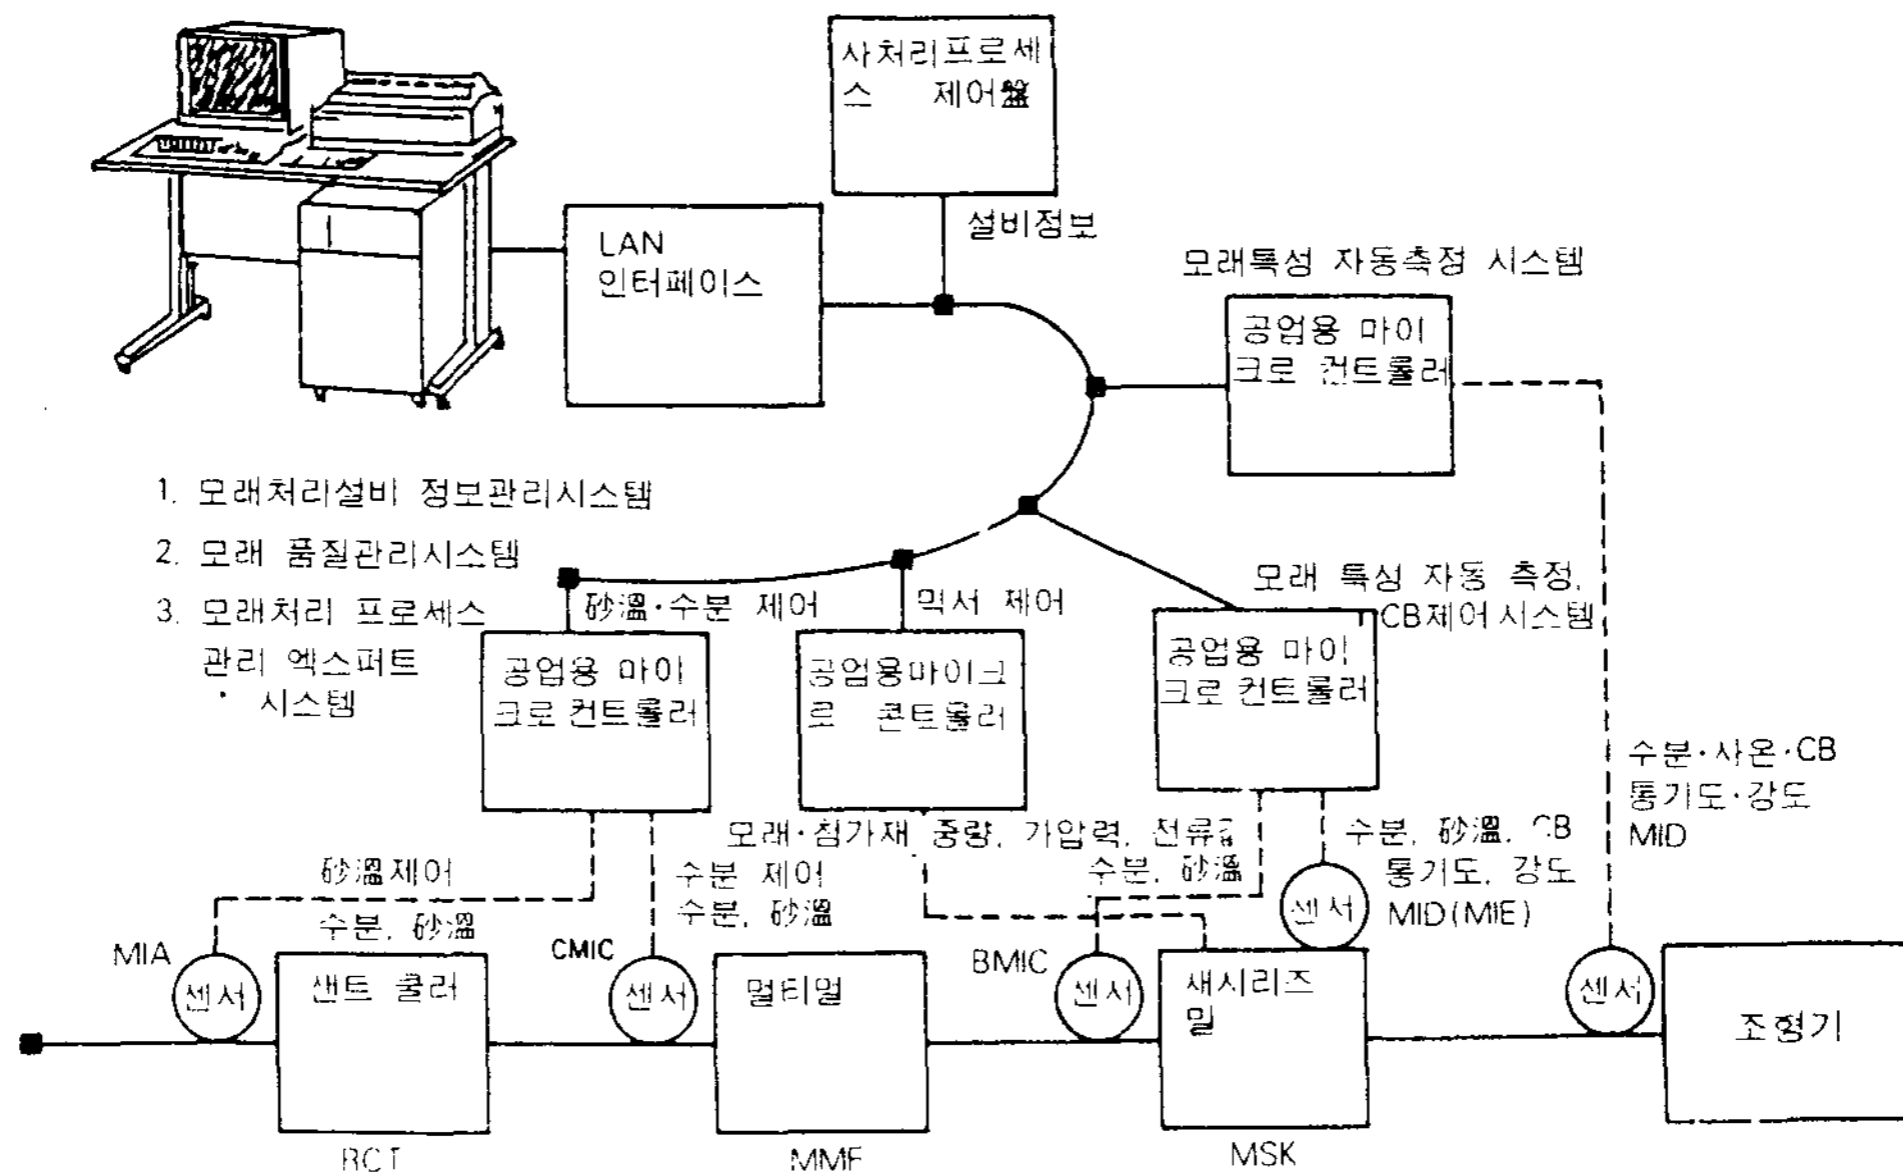 사처리프로세
스 제어盤
설비정보
LAN
인터페이스
모래특성 자동측정 시스템
공업용 마이
크로 컨트롤러
1. 모래처리설비 정보관리시스템
2. 모래 품질관리시스템
3. 모래처리 프로세스
관리 엑스퍼트
시스템
砂溫·수분 제어
믹서 제어
모래 특성 자동 측정,
CB제어시스템
공업용 마이
크로 컨트롤러
공업용마이크
로 콘트롤러
공업용 마이
크로 컨트롤러
수분·사온·CB
통기도·강도
MID
모래·첨가재 중량, 가압력, 전류
수분, 砂溫
수분, 砂溫, CB
통기도, 강도
MID(MIE)
砂溫제어
수분, 砂溫
수분 제어
수분, 砂溫
MIA
센서
샌트 쿨러
RCT
CMIC
센서
멀티멀
MMF
BMIC
센서
센서
새시리즈
밀
MSK
센서
조형기